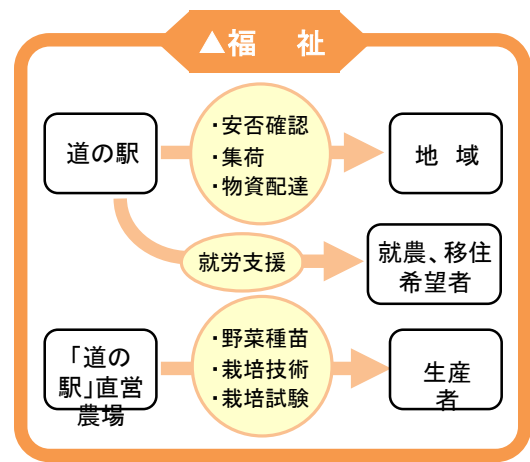 ▲福　祉
道の駅
・安否確認
・集荷
・物資配達
地　域
就労支援
就農、移住
希望者
「道の
駅」直営
農場
・野菜種苗
・栽培技術
・栽培試験
生産
者